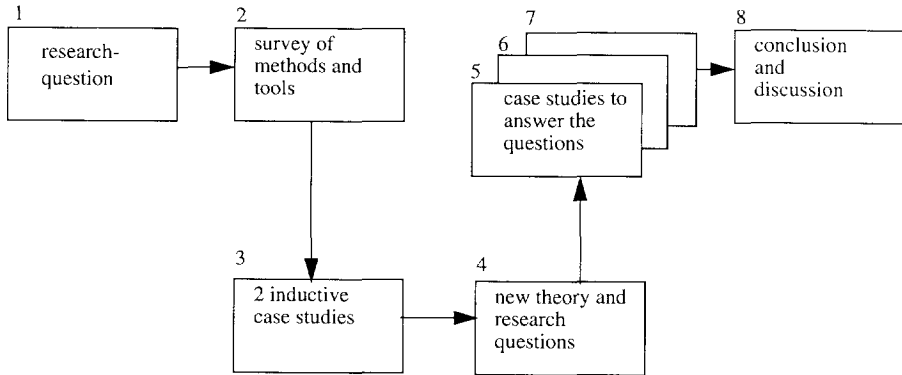 1
research-
question
2
survey of
methods and
tools
3
2 inductive
case studies
4
new theory and
research
questions
5
6
7
case studies to
answer the
questions
8
conclusion
and
discussion